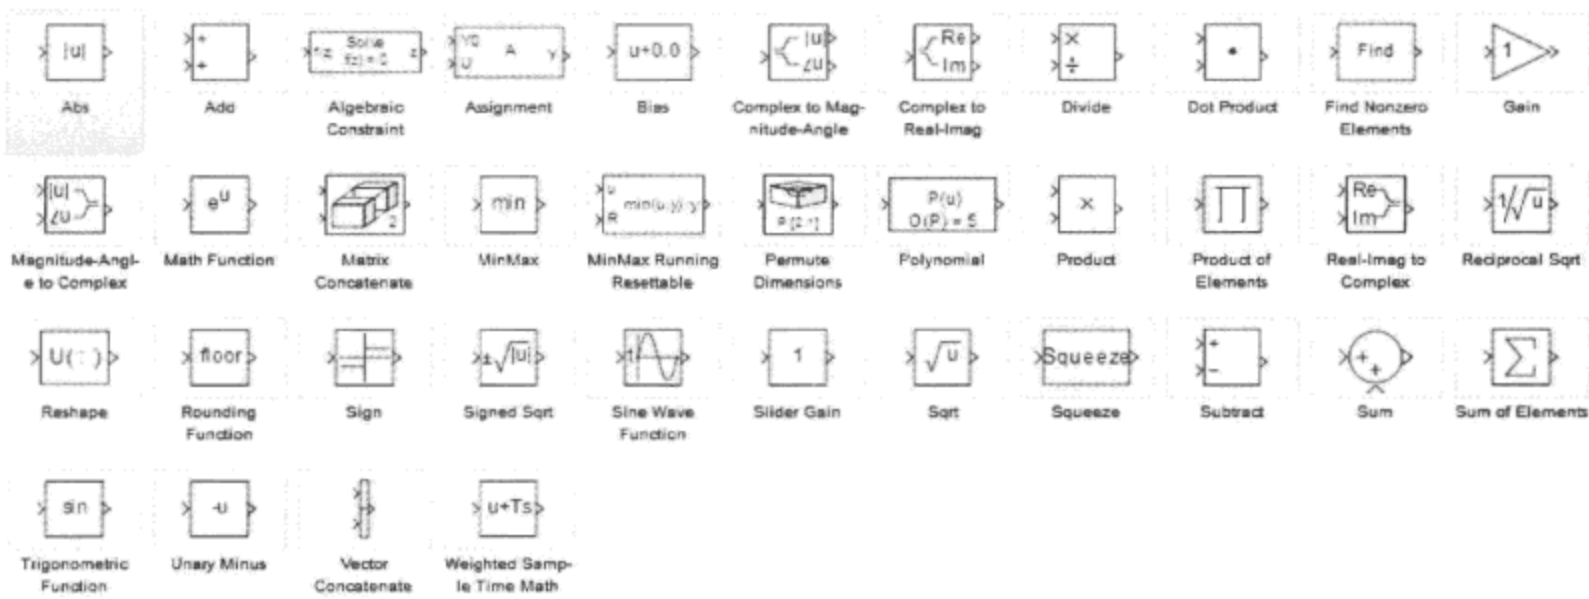 |u| + + f(z) Solve f(z) = 0 z Y0 U A y u+0.0 |u| ∠u Re Im × ÷ • Find 1
Abs Add Algebraic Assignment Bias Complex to Mag- Complex to Divide Dot Product Find Nonzero Gain
Constraint nitude-Angle Real-Imag Elements
|u| ∠u eᵘ 2 min u R min(u,y) y P:[2,1] P(u) O(P) = 5 × ∏ Re Im 1/√u
Magnitude-Angl- Math Function Matrix MinMax MinMax Running Permute Polynomial Product Product of Real-Imag to Reciprocal Sqrt
e to Complex Concatenate Resettable Dimensions Elements Complex
U( : ) floor ±√|u| t 1 √u Squeeze + − + + ∑
Reshape Rounding Sign Signed Sqrt Sine Wave Slider Gain Sqrt Squeeze Subtract Sum Sum of Elements
Function Function
sin -u u+Ts
Trigonometric Unary Minus Vector Weighted Samp-
Function Concatenate le Time Math